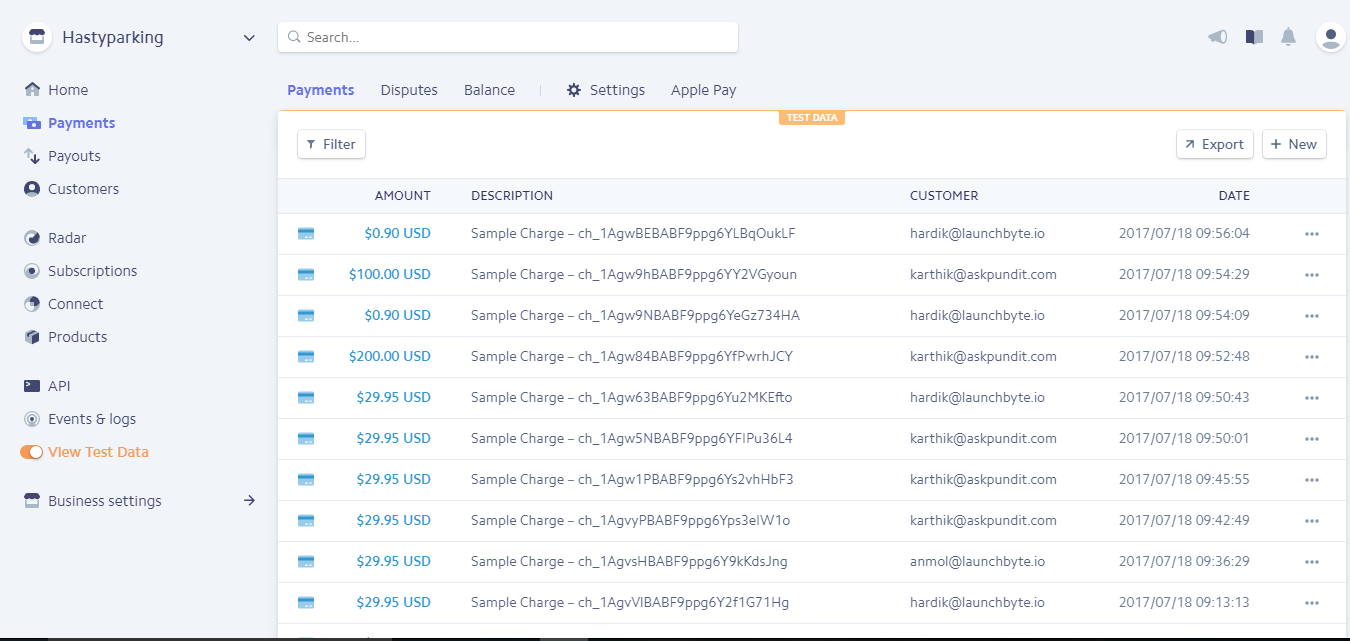 Hastyparking
Search...
Home
Payments
Payouts
Customers
Radar
Subscriptions
Connect
Products
API
Events & logs
View Test Data
Business settings
Payments Disputes Balance Settings Apple Pay
TEST DATA
Filter Export + New
AMOUNT DESCRIPTION CUSTOMER DATE
$0.90 USD Sample Charge – ch_1AgwBEBABF9ppg6YLBqOukLF hardik@launchbyte.io 2017/07/18 09:56:04
$100.00 USD Sample Charge – ch_1Agw9hBABF9ppg6YY2VGyoun karthik@askpundit.com 2017/07/18 09:54:29
$0.90 USD Sample Charge – ch_1Agw9NBABF9ppg6YeGz734HA hardik@launchbyte.io 2017/07/18 09:54:09
$200.00 USD Sample Charge – ch_1Agw84BABF9ppg6YfPwrhJCY karthik@askpundit.com 2017/07/18 09:52:48
$29.95 USD Sample Charge – ch_1Agw63BABF9ppg6Yu2MKEfto hardik@launchbyte.io 2017/07/18 09:50:43
$29.95 USD Sample Charge – ch_1Agw5NBABF9ppg6YFIPu36L4 karthik@askpundit.com 2017/07/18 09:50:01
$29.95 USD Sample Charge – ch_1Agw1PBABF9ppg6Ys2vhHbF3 karthik@askpundit.com 2017/07/18 09:45:55
$29.95 USD Sample Charge – ch_1AgvyPBABF9ppg6Yps3elW1o karthik@askpundit.com 2017/07/18 09:42:49
$29.95 USD Sample Charge – ch_1AgvsHBABF9ppg6Y9kKdsJng anmol@launchbyte.io 2017/07/18 09:36:29
$29.95 USD Sample Charge – ch_1AgvVIBABF9ppg6Y2f1G71Hg hardik@launchbyte.io 2017/07/18 09:13:13